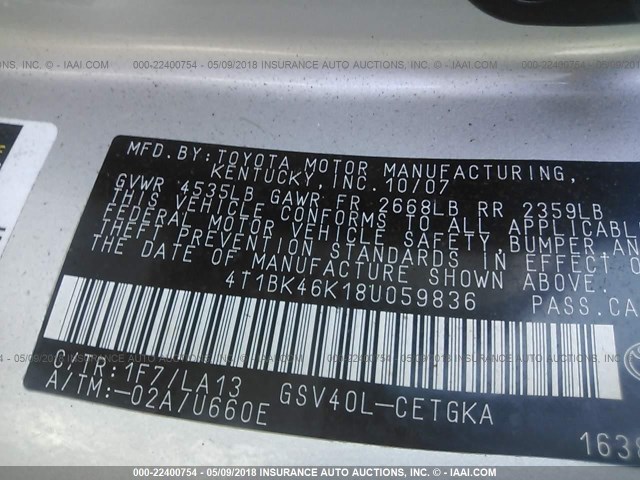 000-22400754 - 05/09/2018 INSURANCE AUTO AUCTIONS, INC. - IAAI.COM
MFD. BY: TOYOTA MOTOR MANUFACTURING,
KENTUCKY, INC. 10/07
GVWR 4535LB GAWR FR 2668LB RR 2359LB
THIS VEHICLE CONFORMS TO ALL APPLICABLE
FEDERAL MOTOR VEHICLE SAFETY, BUMPER AN
THEFT PREVENTION STANDARDS IN EFFECT O
THE DATE OF MANUFACTURE SHOWN ABOVE.
4T1BK46K18U059836 PASS.CA
C/TR:1F7/LA13
A/TM:-02A/U660E GSV40L-CETGKA
1638
000-22400754 - 05/09/2018 INSURANCE AUTO AUCTIONS, INC. - IAAI.COM